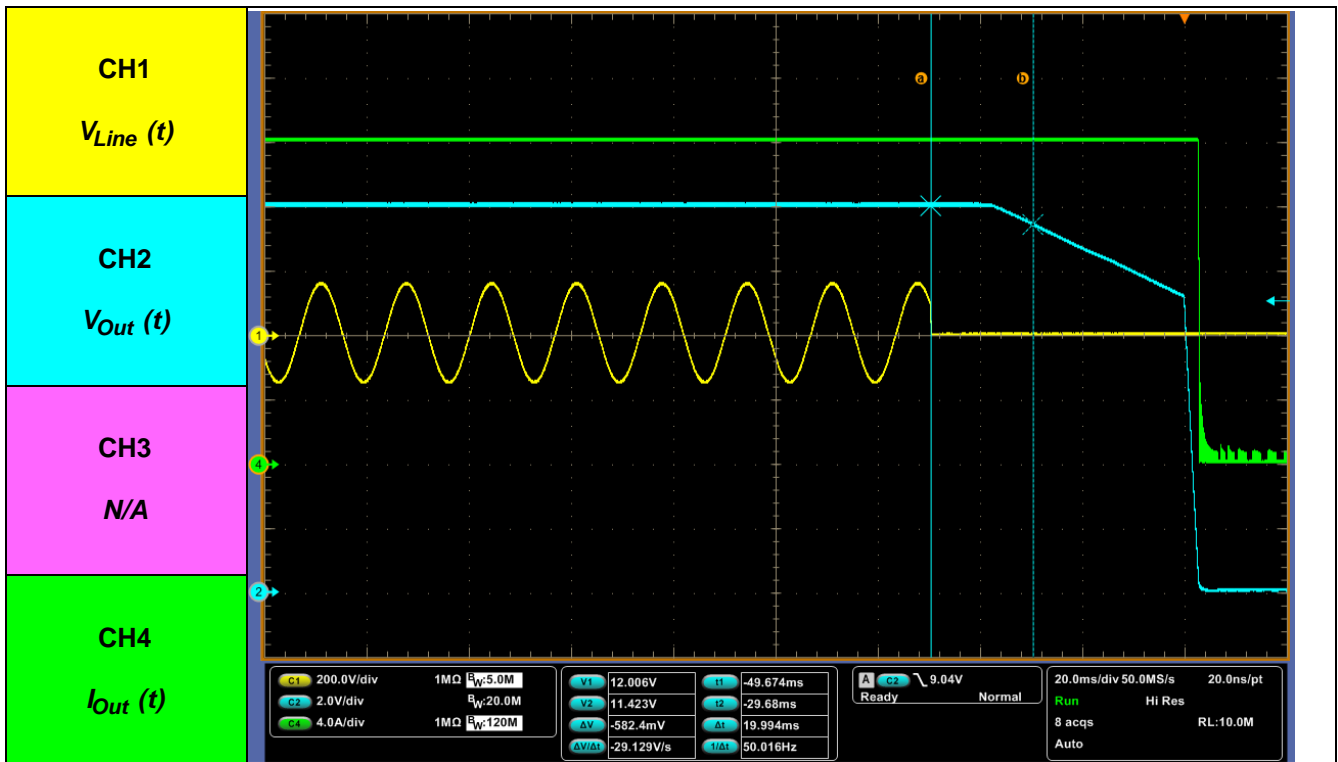 CH1
VLine (t)
CH2
VOut (t)
CH3
N/A
CH4
IOut (t)
a
b
1
4
2
C1 200.0V/div 1MΩ BW:5.0M
C2 2.0V/div BW:20.0M
C4 4.0A/div 1MΩ BW:120M
V1 12.006V
V2 11.423V
ΔV -582.4mV
ΔV/Δt -29.129V/s
t1 -49.674ms
t2 -29.68ms
Δt 19.994ms
1/Δt 50.016Hz
A C2 \ 9.04V
Ready Normal
20.0ms/div 50.0MS/s 20.0ns/pt
Run Hi Res
8 acqs RL:10.0M
Auto